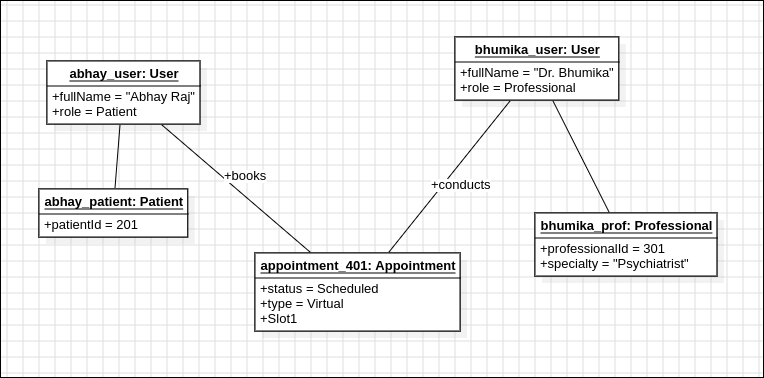 abhay_user: User
+fullName = "Abhay Raj"
+role = Patient
bhumika_user: User
+fullName = "Dr. Bhumika"
+role = Professional
+books
+conducts
abhay_patient: Patient
+patientId = 201
bhumika_prof: Professional
+professionalId = 301
+specialty = "Psychiatrist"
appointment_401: Appointment
+status = Scheduled
+type = Virtual
+Slot1